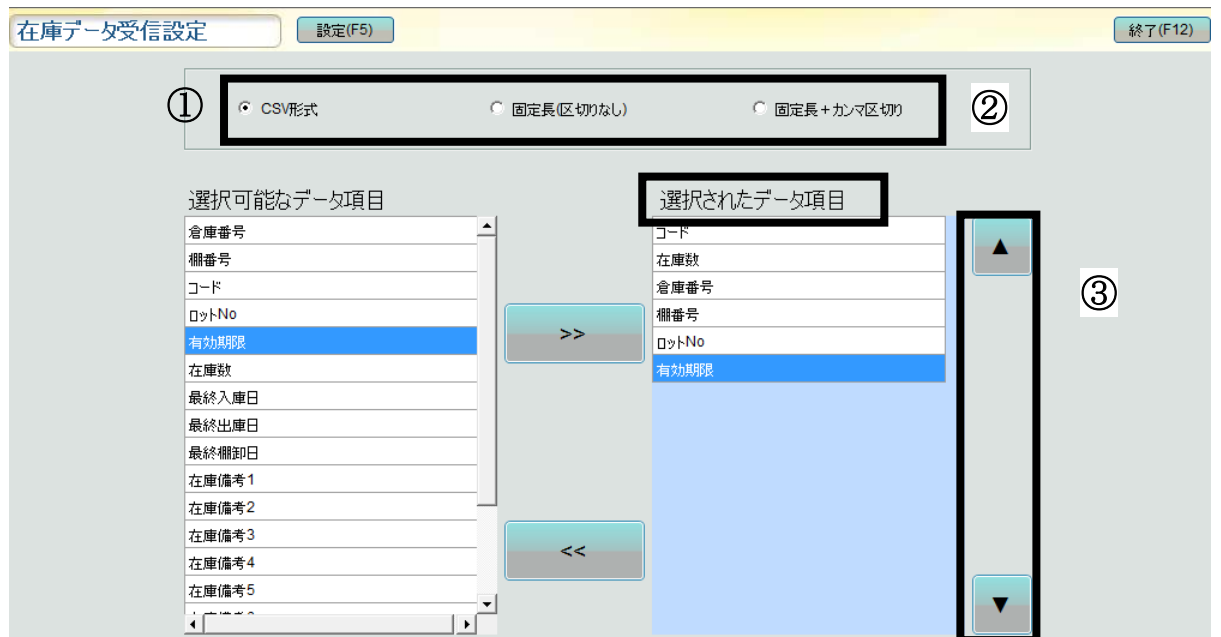 在庫データ受信設定 設定(F5) 終了(F12)
① CSV形式 固定長(区切りなし) 固定長+カンマ区切り ②
選択可能なデータ項目
倉庫番号
棚番号
コード
ロットNo
有効期限
在庫数
最終入庫日
最終出庫日
最終棚卸日
在庫備考1
在庫備考2
在庫備考3
在庫備考4
在庫備考5
>>
<<
選択されたデータ項目
コード
在庫数
倉庫番号
棚番号
ロットNo
有効期限
▲
③
▼